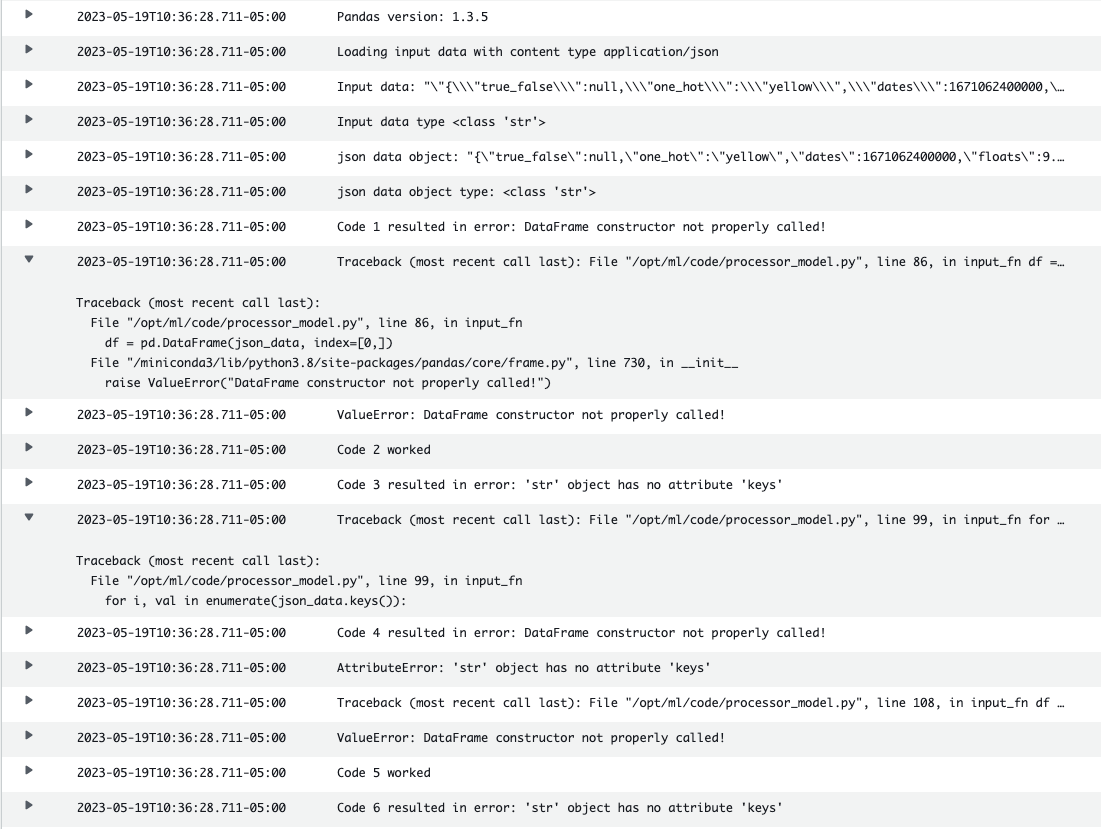 2023-05-19T10:36:28.711-05:00 Pandas version: 1.3.5
2023-05-19T10:36:28.711-05:00 Loading input data with content type application/json
2023-05-19T10:36:28.711-05:00 Input data: "\"{\\\"true_false\\\":null,\\\"one_hot\\\":\\\"yellow\\\",\\\"dates\\\":1671062400000,\…
2023-05-19T10:36:28.711-05:00 Input data type <class 'str'>
2023-05-19T10:36:28.711-05:00 json data object: "{\"true_false\":null,\"one_hot\":\"yellow\",\"dates\":1671062400000,\"floats\":9.…
2023-05-19T10:36:28.711-05:00 json data object type: <class 'str'>
2023-05-19T10:36:28.711-05:00 Code 1 resulted in error: DataFrame constructor not properly called!
2023-05-19T10:36:28.711-05:00 Traceback (most recent call last): File "/opt/ml/code/processor_model.py", line 86, in input_fn df =…
Traceback (most recent call last):
File "/opt/ml/code/processor_model.py", line 86, in input_fn
df = pd.DataFrame(json_data, index=[0,])
File "/miniconda3/lib/python3.8/site-packages/pandas/core/frame.py", line 730, in __init__
raise ValueError("DataFrame constructor not properly called!")
2023-05-19T10:36:28.711-05:00 ValueError: DataFrame constructor not properly called!
2023-05-19T10:36:28.711-05:00 Code 2 worked
2023-05-19T10:36:28.711-05:00 Code 3 resulted in error: 'str' object has no attribute 'keys'
2023-05-19T10:36:28.711-05:00 Traceback (most recent call last): File "/opt/ml/code/processor_model.py", line 99, in input_fn for …
Traceback (most recent call last):
File "/opt/ml/code/processor_model.py", line 99, in input_fn
for i, val in enumerate(json_data.keys()):
2023-05-19T10:36:28.711-05:00 Code 4 resulted in error: DataFrame constructor not properly called!
2023-05-19T10:36:28.711-05:00 AttributeError: 'str' object has no attribute 'keys'
2023-05-19T10:36:28.711-05:00 Traceback (most recent call last): File "/opt/ml/code/processor_model.py", line 108, in input_fn df …
2023-05-19T10:36:28.711-05:00 ValueError: DataFrame constructor not properly called!
2023-05-19T10:36:28.711-05:00 Code 5 worked
2023-05-19T10:36:28.711-05:00 Code 6 resulted in error: 'str' object has no attribute 'keys'